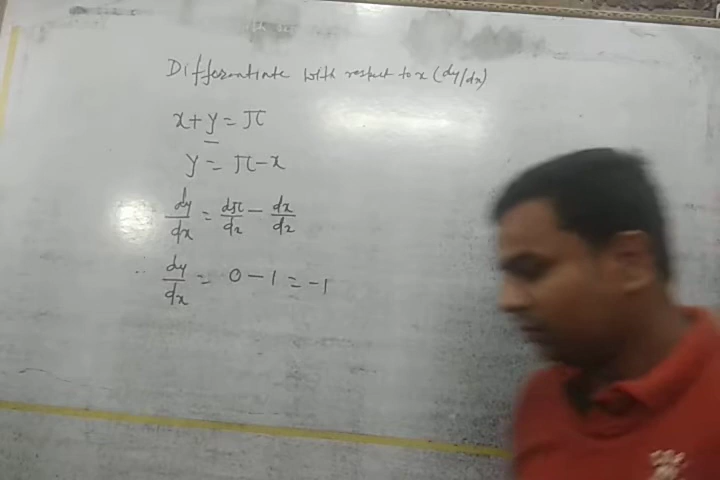 Differentiate with respect to x (dy/dx)
x + y = π
y = π - x
dy/dx = dπ/dx - dx/dx
∴ dy/dx = 0 - 1 = -1